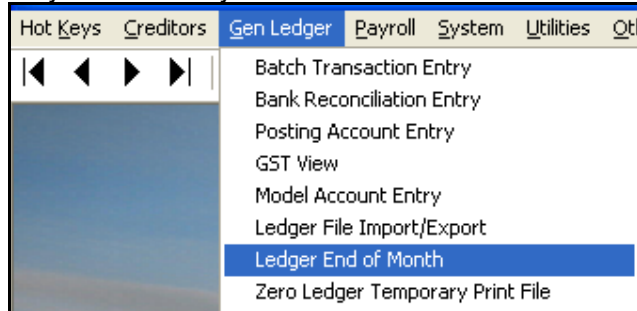 Hot Keys Creditors Gen Ledger Payroll System Utilities
Batch Transaction Entry
Bank Reconciliation Entry
Posting Account Entry
GST View
Model Account Entry
Ledger File Import/Export
Ledger End of Month
Zero Ledger Temporary Print File